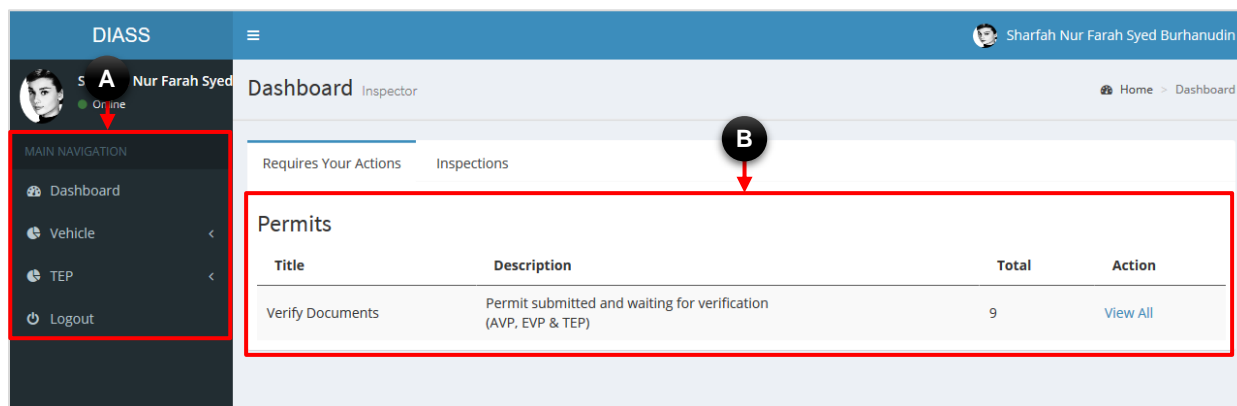 DIASS
Sharfah Nur Farah Syed Burhanudin
A
S Nur Farah Syed
Online
Dashboard Inspector
Home > Dashboard
B
MAIN NAVIGATION
Dashboard
Vehicle
TEP
Logout
Requires Your Actions Inspections
Permits
Title Description Total Action
Verify Documents Permit submitted and waiting for verification 9 View All
(AVP, EVP & TEP)